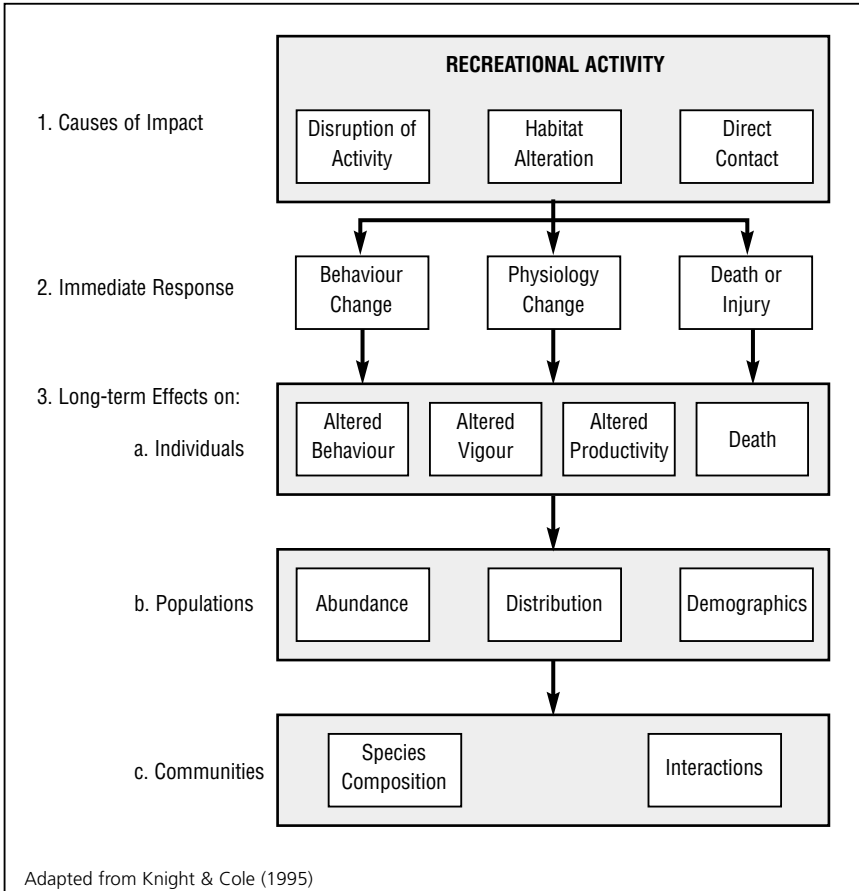 RECREATIONAL ACTIVITY
1. Causes of Impact
Disruption of
Activity
Habitat
Alteration
Direct
Contact
2. Immediate Response
Behaviour
Change
Physiology
Change
Death or
Injury
3. Long-term Effects on:
a. Individuals
Altered
Behaviour
Altered
Vigour
Altered
Productivity
Death
b. Populations
Abundance
Distribution
Demographics
c. Communities
Species
Composition
Interactions
Adapted from Knight & Cole (1995)